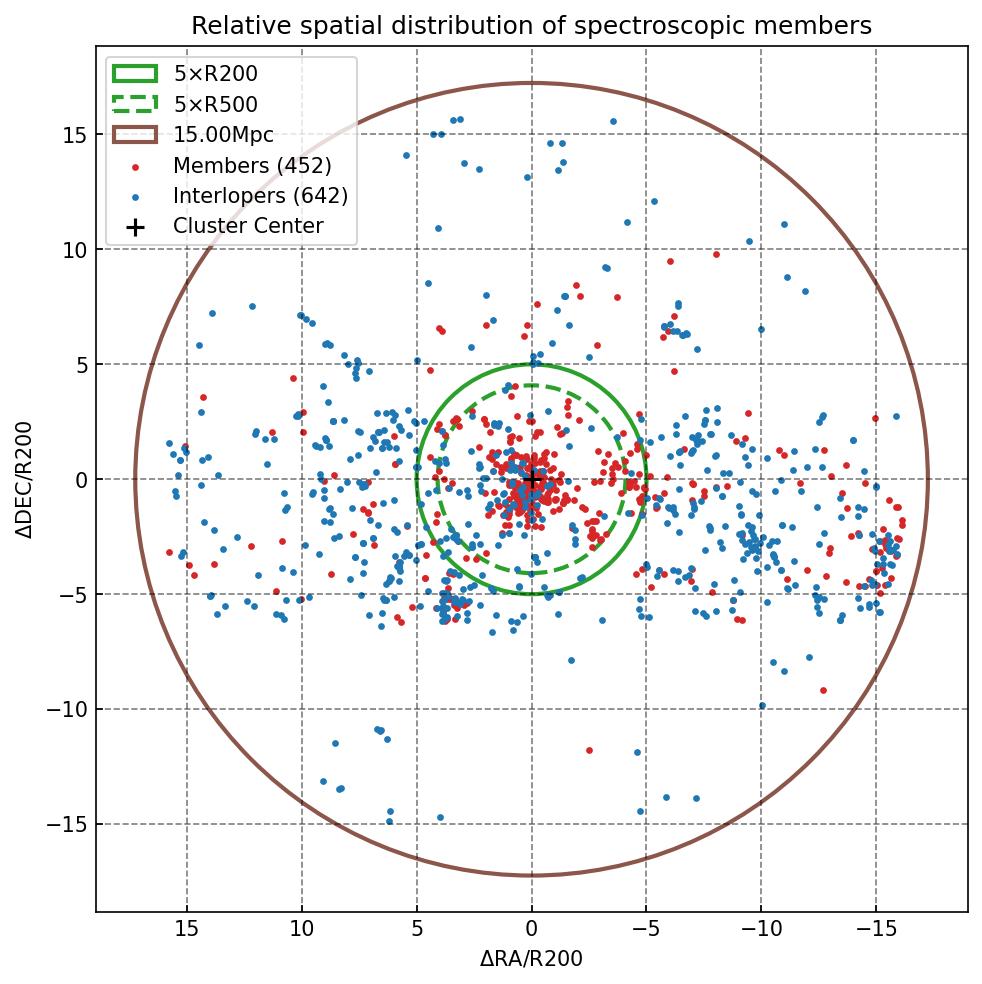 Relative spatial distribution of spectroscopic members
5×R200
5×R500
15.00Mpc
Members (452)
Interlopers (642)
Cluster Center
15
10
5
0
−5
−10
−15
ΔDEC/R200
15
10
5
0
−5
−10
−15
ΔRA/R200